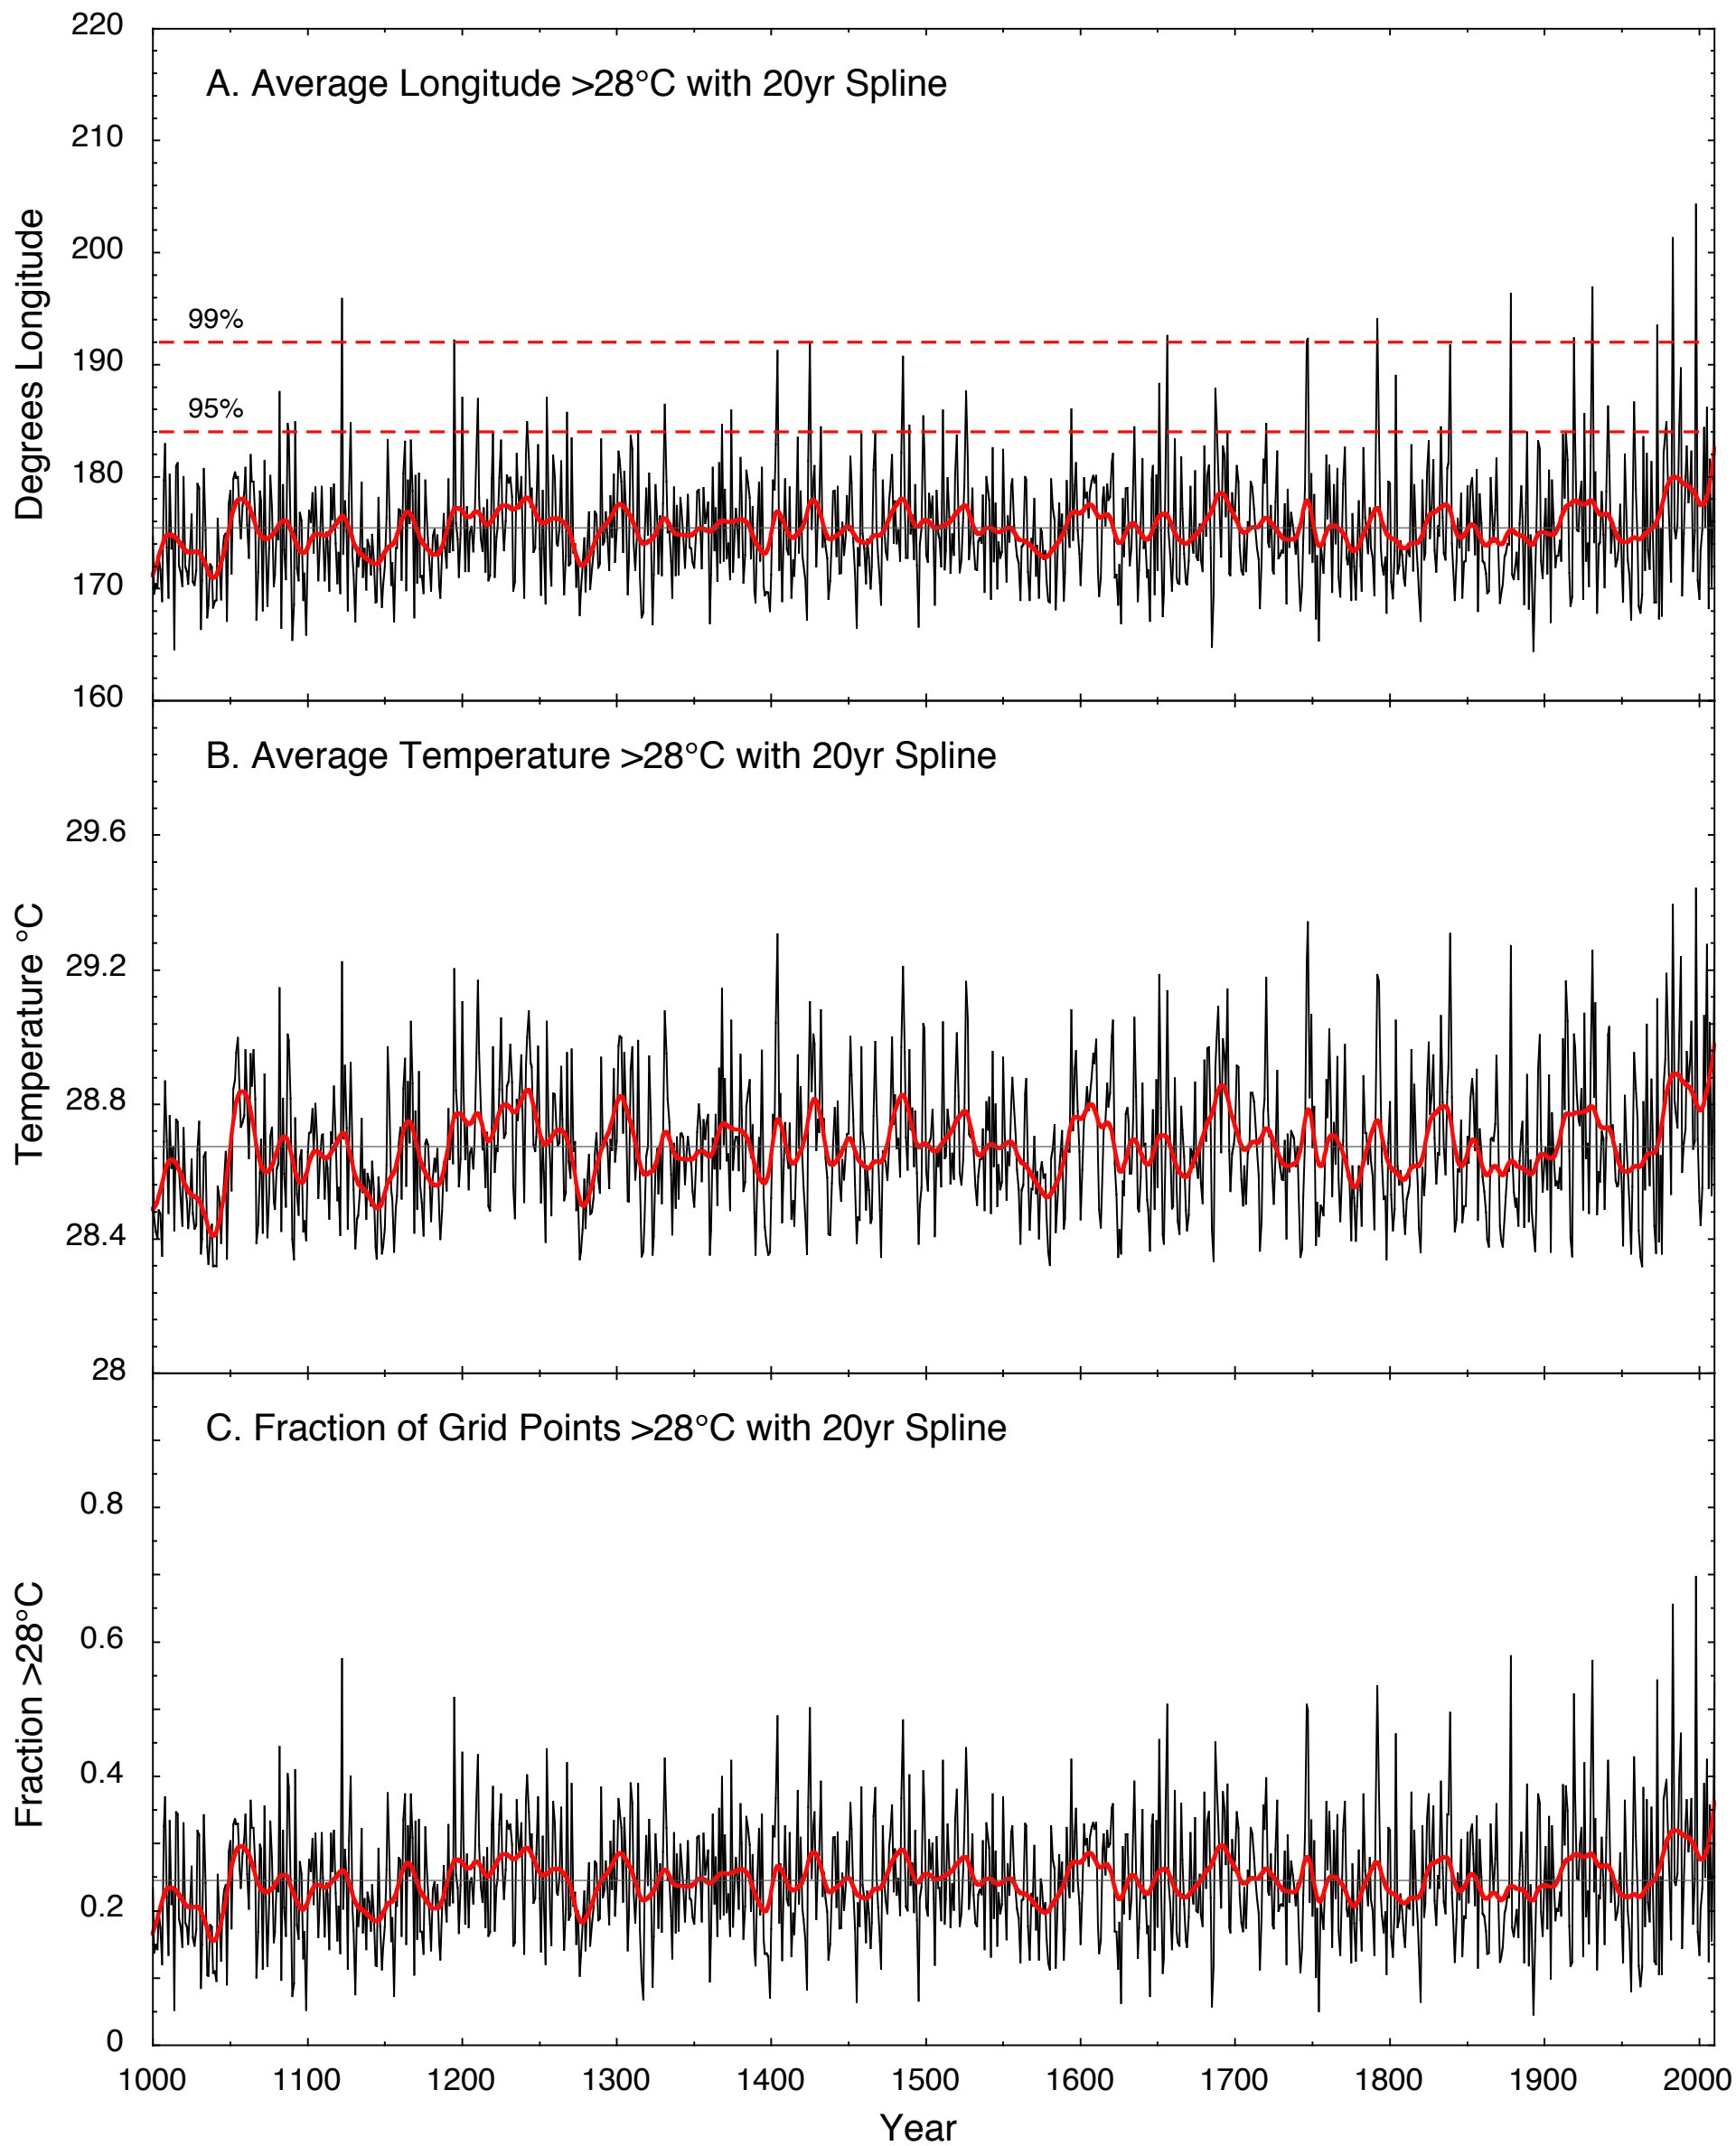 220
A. Average Longitude >28°C with 20yr Spline
210
200
Degrees Longitude
99%
190
95%
180
170
160
B. Average Temperature >28°C with 20yr Spline
29.6
Temperature °C
29.2
28.8
28.4
28
C. Fraction of Grid Points >28°C with 20yr Spline
0.8
Fraction >28°C
0.6
0.4
0.2
0
1000 1100 1200 1300 1400 1500 1600 1700 1800 1900 2000
Year